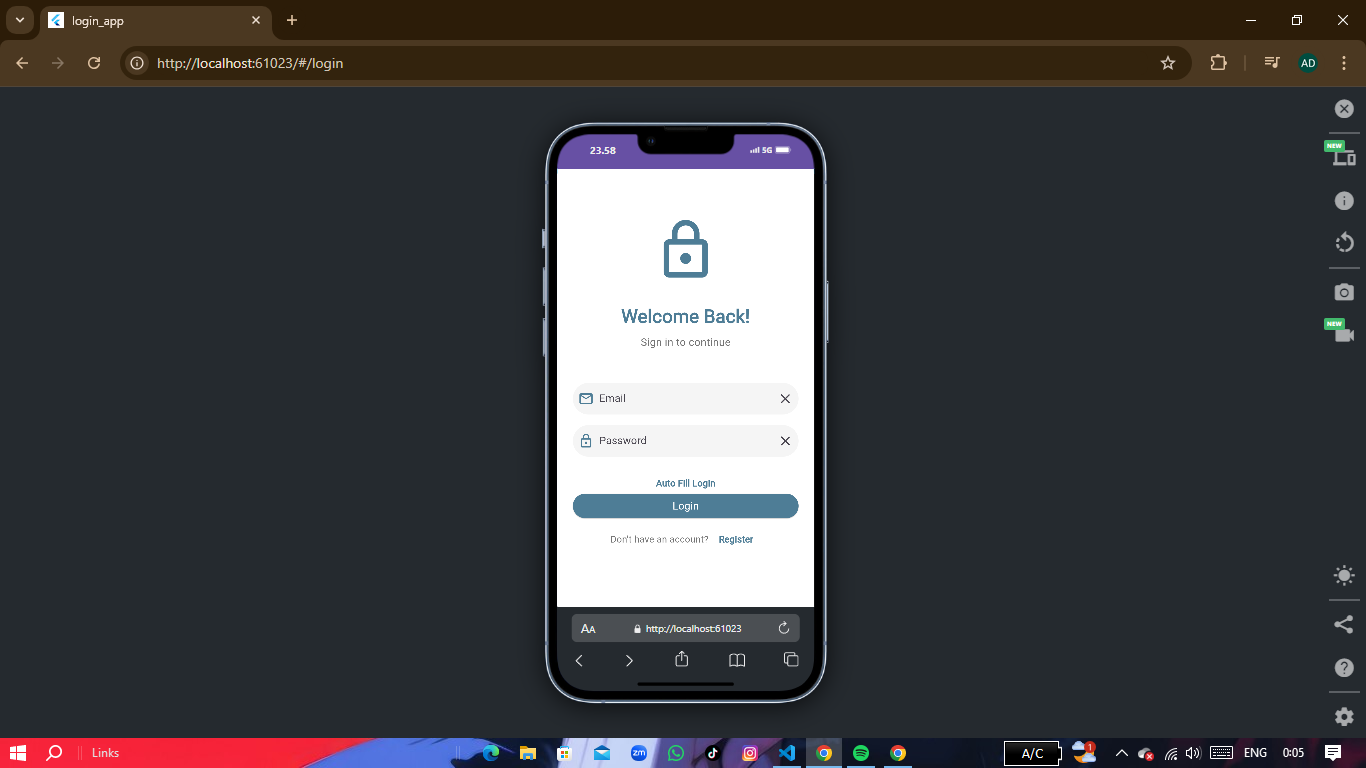 login_app
http://localhost:61023/#/login
AD
23.58
5G
NEW
Welcome Back!
Sign in to continue
NEW
Email
Password
Auto Fill Login
Login
Don't have an account? Register
AA
http://localhost:61023
Links
zm
A/C
1
ENG
0:05